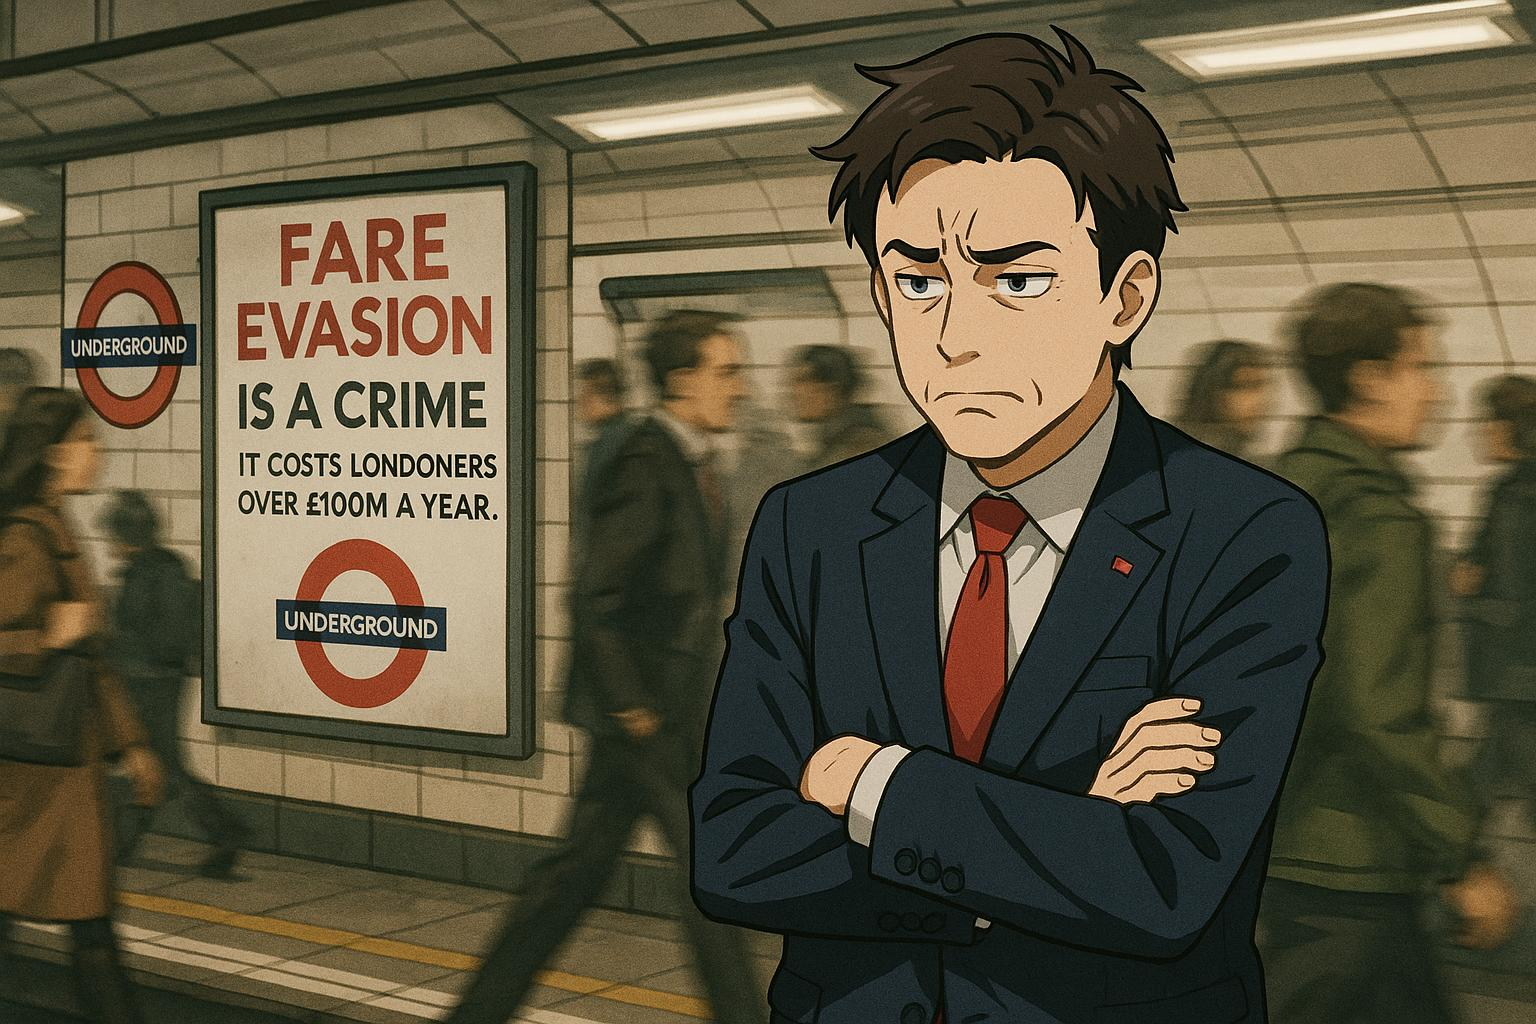 UNDERGROUND
FARE
EVASION
IS A CRIME
IT COSTS LONDONERS
OVER £100M A YEAR.
UNDERGROUND